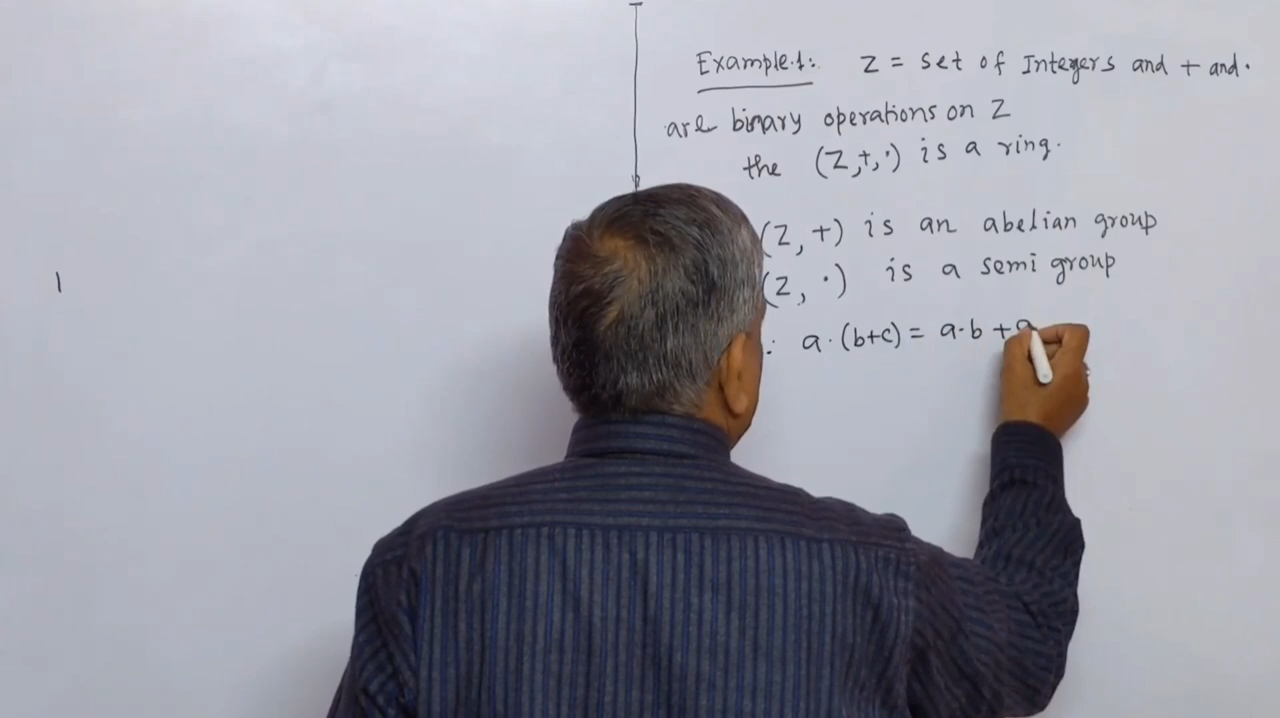 Example.1: Z = set of Integers and + and ·
are binary operations on Z
the (Z,+,·) is a ring.
(Z, +) is an abelian group
(Z, ·) is a semi group
: a·(b+c) = a·b + a